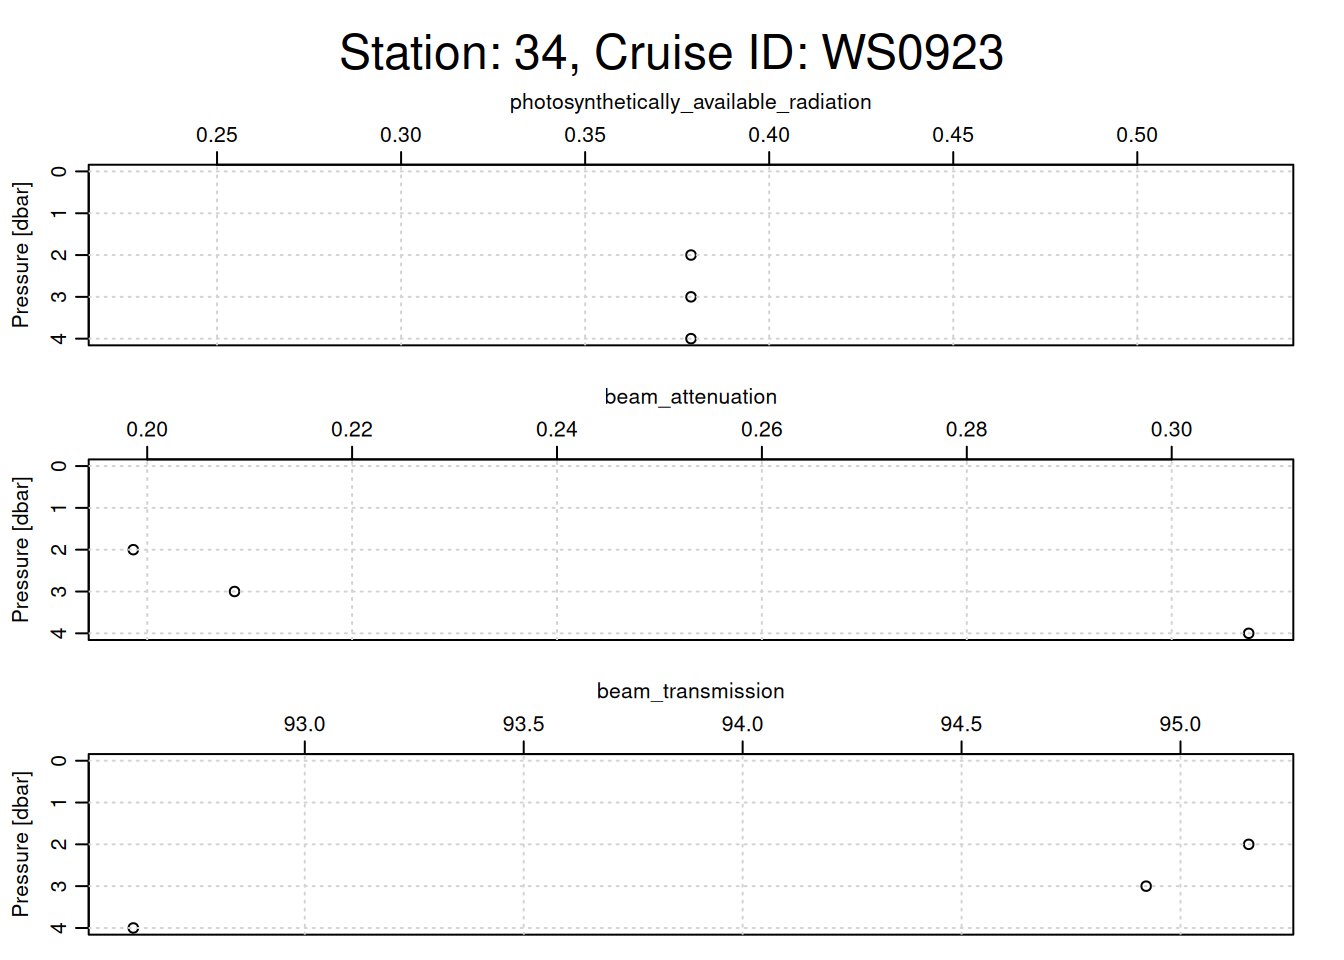 Station: 34, Cruise ID: WS0923
photosynthetically_available_radiation
0.25 0.30 0.35 0.40 0.45 0.50
Pressure [dbar]
0
1
2
3
4
beam_attenuation
0.20 0.22 0.24 0.26 0.28 0.30
Pressure [dbar]
0
1
2
3
4
beam_transmission
93.0 93.5 94.0 94.5 95.0
Pressure [dbar]
0
1
2
3
4